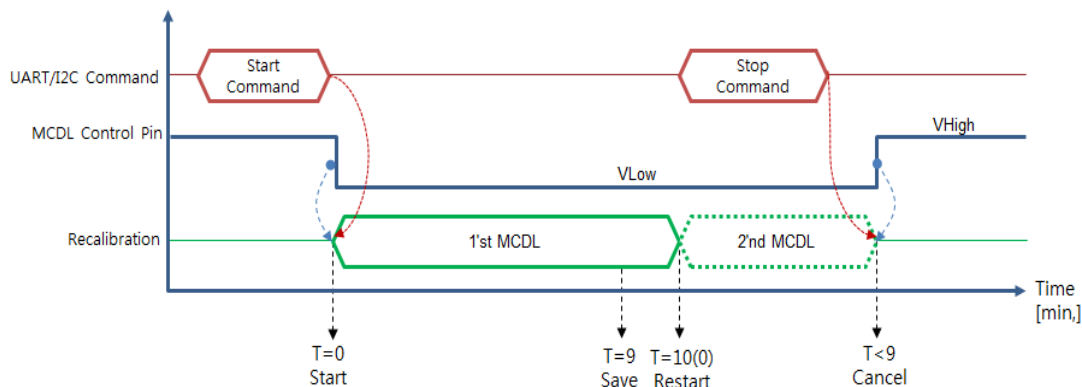 Start
Command
Stop
Command
UART/I2C Command
MCDL Control Pin
VHigh
VLow
Recalibration
1'st MCDL
2'nd MCDL
Time
[min,]
T=0
Start
T=9
Save
T=10(0)
Restart
T<9
Cancel